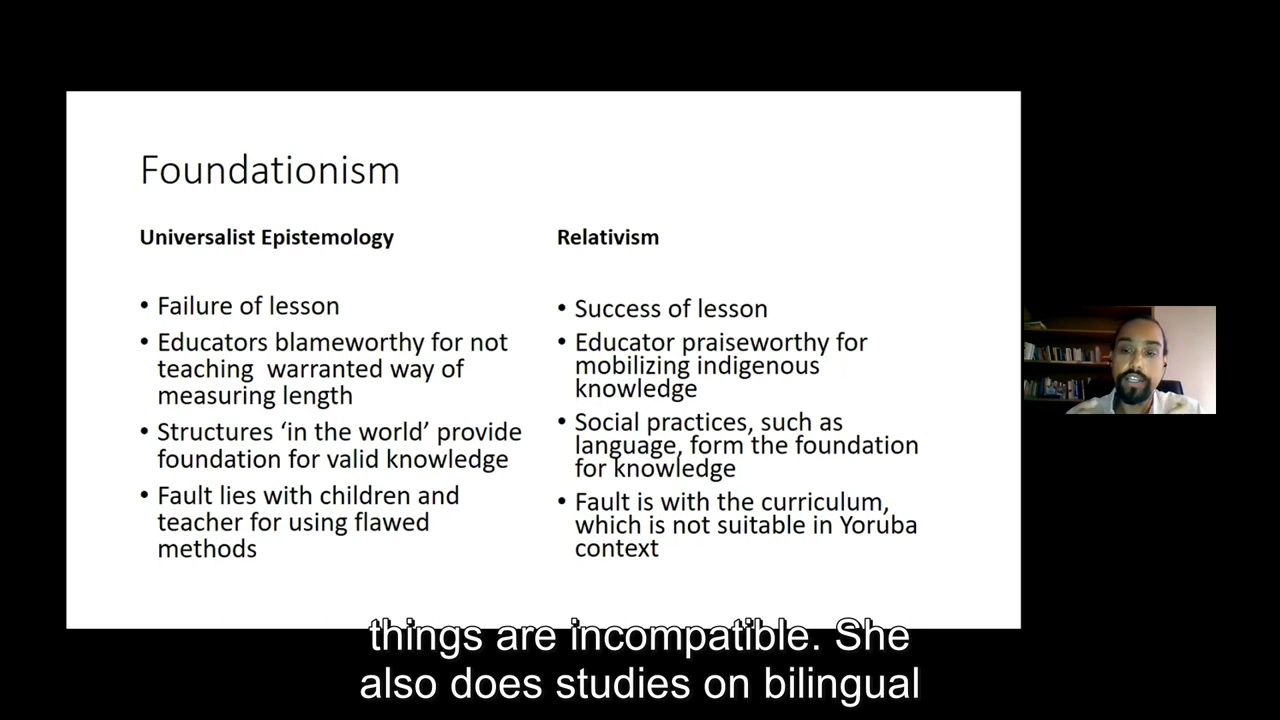 Foundationism
Universalist Epistemology
• Failure of lesson
• Educators blameworthy for not
teaching warranted way of
measuring length
• Structures ‘in the world’ provide
foundation for valid knowledge
• Fault lies with children and
teacher for using flawed
methods
Relativism
• Success of lesson
• Educator praiseworthy for
mobilizing indigenous
knowledge
• Social practices, such as
language, form the foundation
for knowledge
• Fault is with the curriculum,
which is not suitable in Yoruba
context
things are incompatible. She
also does studies on bilingual